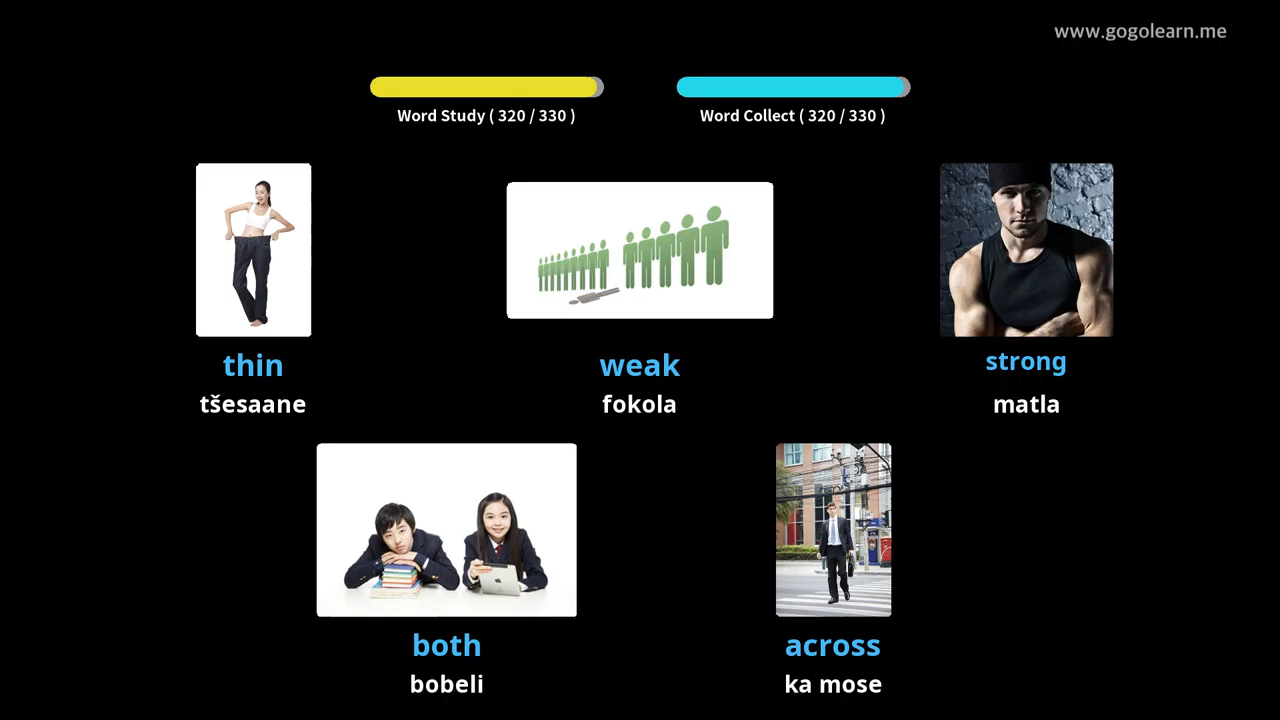 www.gogolearn.me
Word Study ( 320 / 330 )
Word Collect ( 320 / 330 )
thin
weak
strong
tšesaane
fokola
matla
both
across
bobeli
ka mose